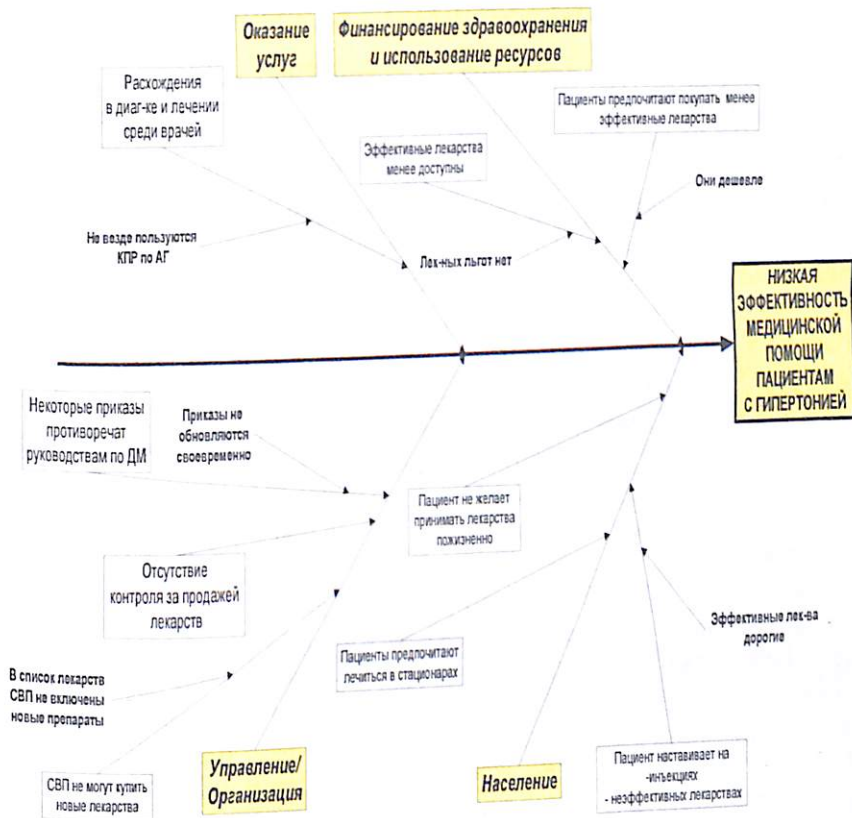 Оказание
услуг
Финансирование здравоохранения
и использование ресурсов
Расхождения
в диаг-ке и лечении
среди врачей
Эффективные лекарства
менее доступны
Пациенты предпочитают покупать менее
эффективные лекарства
Они дешевле
Не везде пользуются
КПР по АГ
Лек-ных льгот нет
НИЗКАЯ
ЭФФЕКТИВНОСТЬ
МЕДИЦИНСКОЙ
ПОМОЩИ
ПАЦИЕНТАМ
С ГИПЕРТОНИЕЙ
Некоторые приказы
противоречат
руководствам по ДМ
Приказы не
обновляются
своевременно
Пациент не желает
принимать лекарства
пожизненно
Отсутствие
контроля за продажей
лекарств
Эффективные лек-ва
дорогие
Пациенты предпочитают
лечиться в стационарах
В список лекарств
СВП не включены
новые препараты
СВП не могут купить
новые лекарства
Управление/
Организация
Население
Пациент наставивает на
-инъекциях
- неэффективных лекарствах